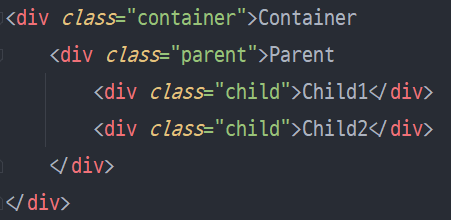 <div class="container">Container
    <div class="parent">Parent
        <div class="child">Child1</div>
        <div class="child">Child2</div>
    </div>
</div>